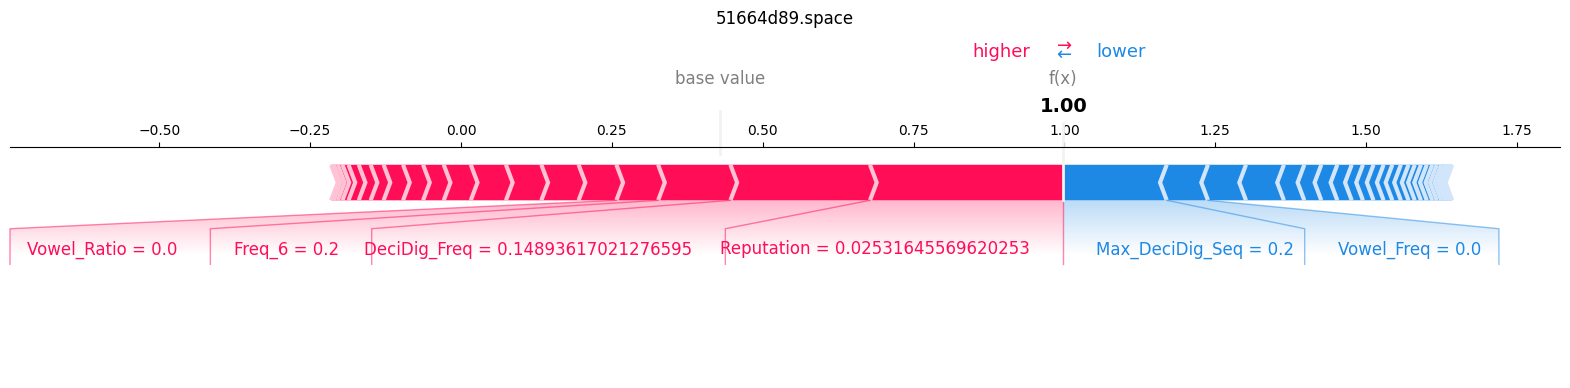 51664d89.space
higher ⇄ lower
base value f(x)
1.00
−0.50 −0.25 0.00 0.25 0.50 0.75 1.00 1.25 1.50 1.75
Vowel_Ratio = 0.0 Freq_6 = 0.2 DeciDig_Freq = 0.14893617021276595 Reputation = 0.02531645569620253 Max_DeciDig_Seq = 0.2 Vowel_Freq = 0.0